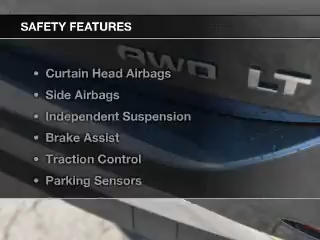 SAFETY FEATURES
AWD LT
• Curtain Head Airbags
• Side Airbags
• Independent Suspension
• Brake Assist
• Traction Control
• Parking Sensors